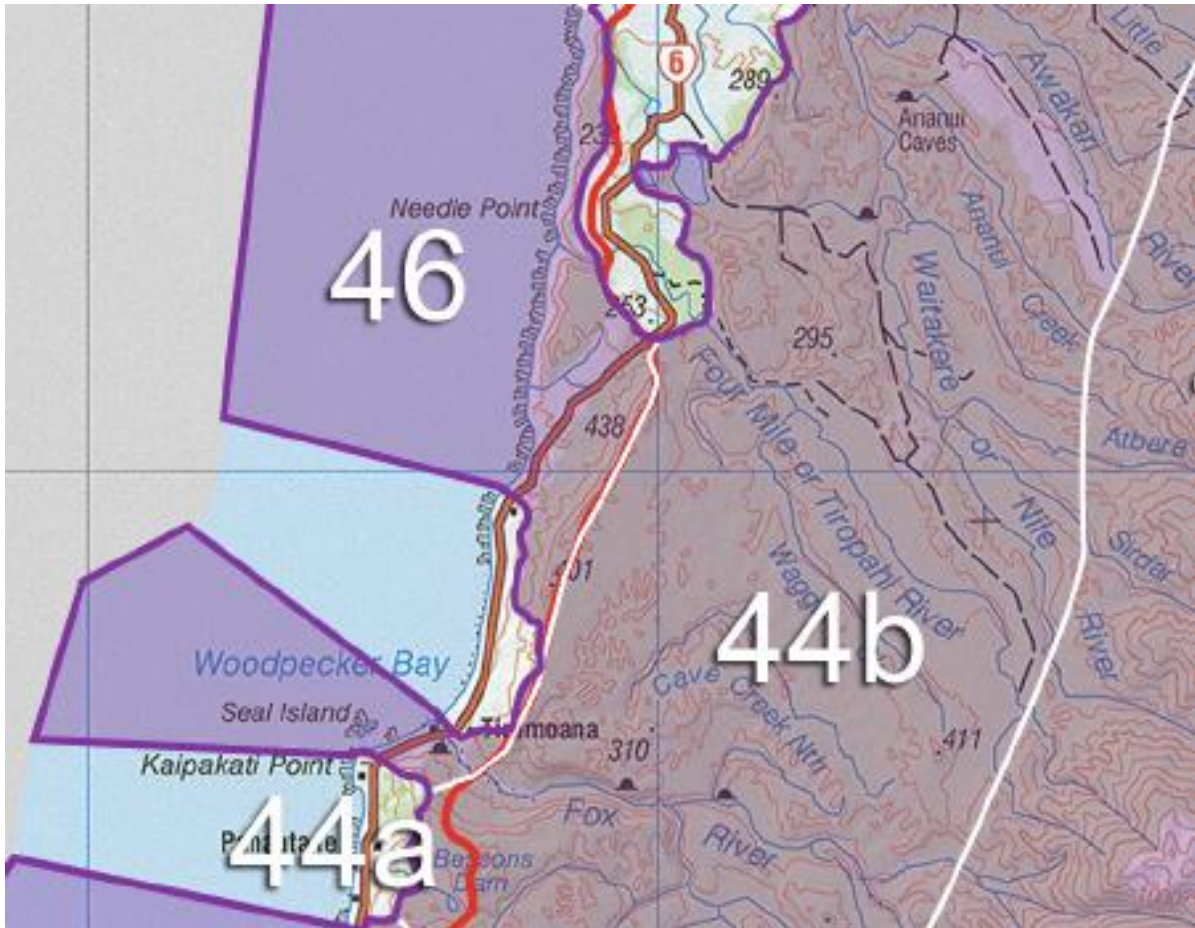 Little
6
289
Awakari
Ananui
Caves
Needle Point
46
Ananui
Creek
River
Waitakere
or
Nile
River
253
295
Four Mile or Tiropahi River
438
Atbara
Sirdar
44b
Woodpecker Bay
Cave Creek Nth
Seal Island
310
411
Kaipakati Point
Fox
River
44a